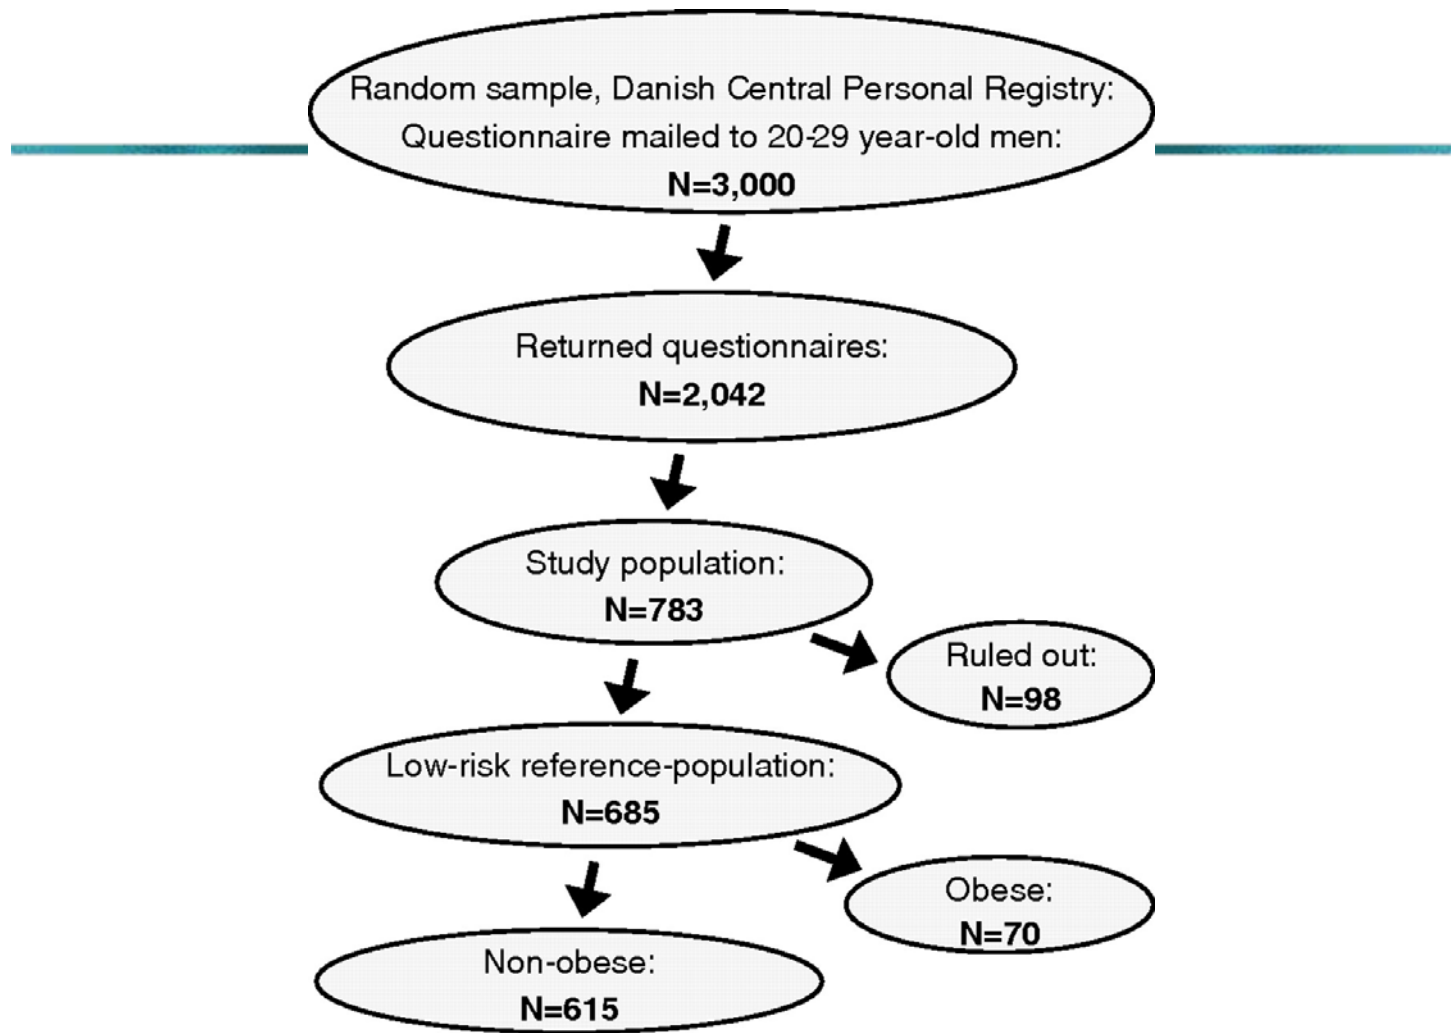 Random sample, Danish Central Personal Registry:
Questionnaire mailed to 20-29 year-old men:
N=3,000
Returned questionnaires:
N=2,042
Study population:
N=783
Ruled out:
N=98
Low-risk reference-population:
N=685
Obese:
N=70
Non-obese:
N=615